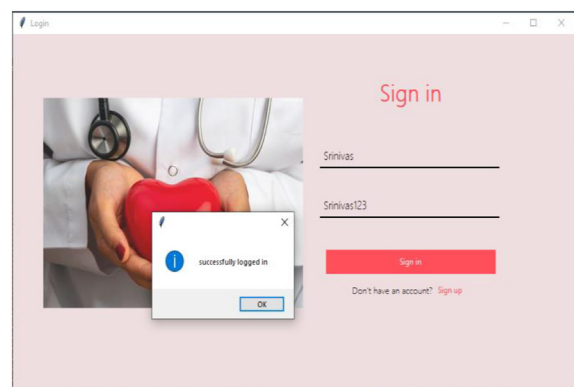 Login
Sign in
Srinivas
Srinivas123
successfully logged in
OK
Sign in
Don't have an account? Sign up